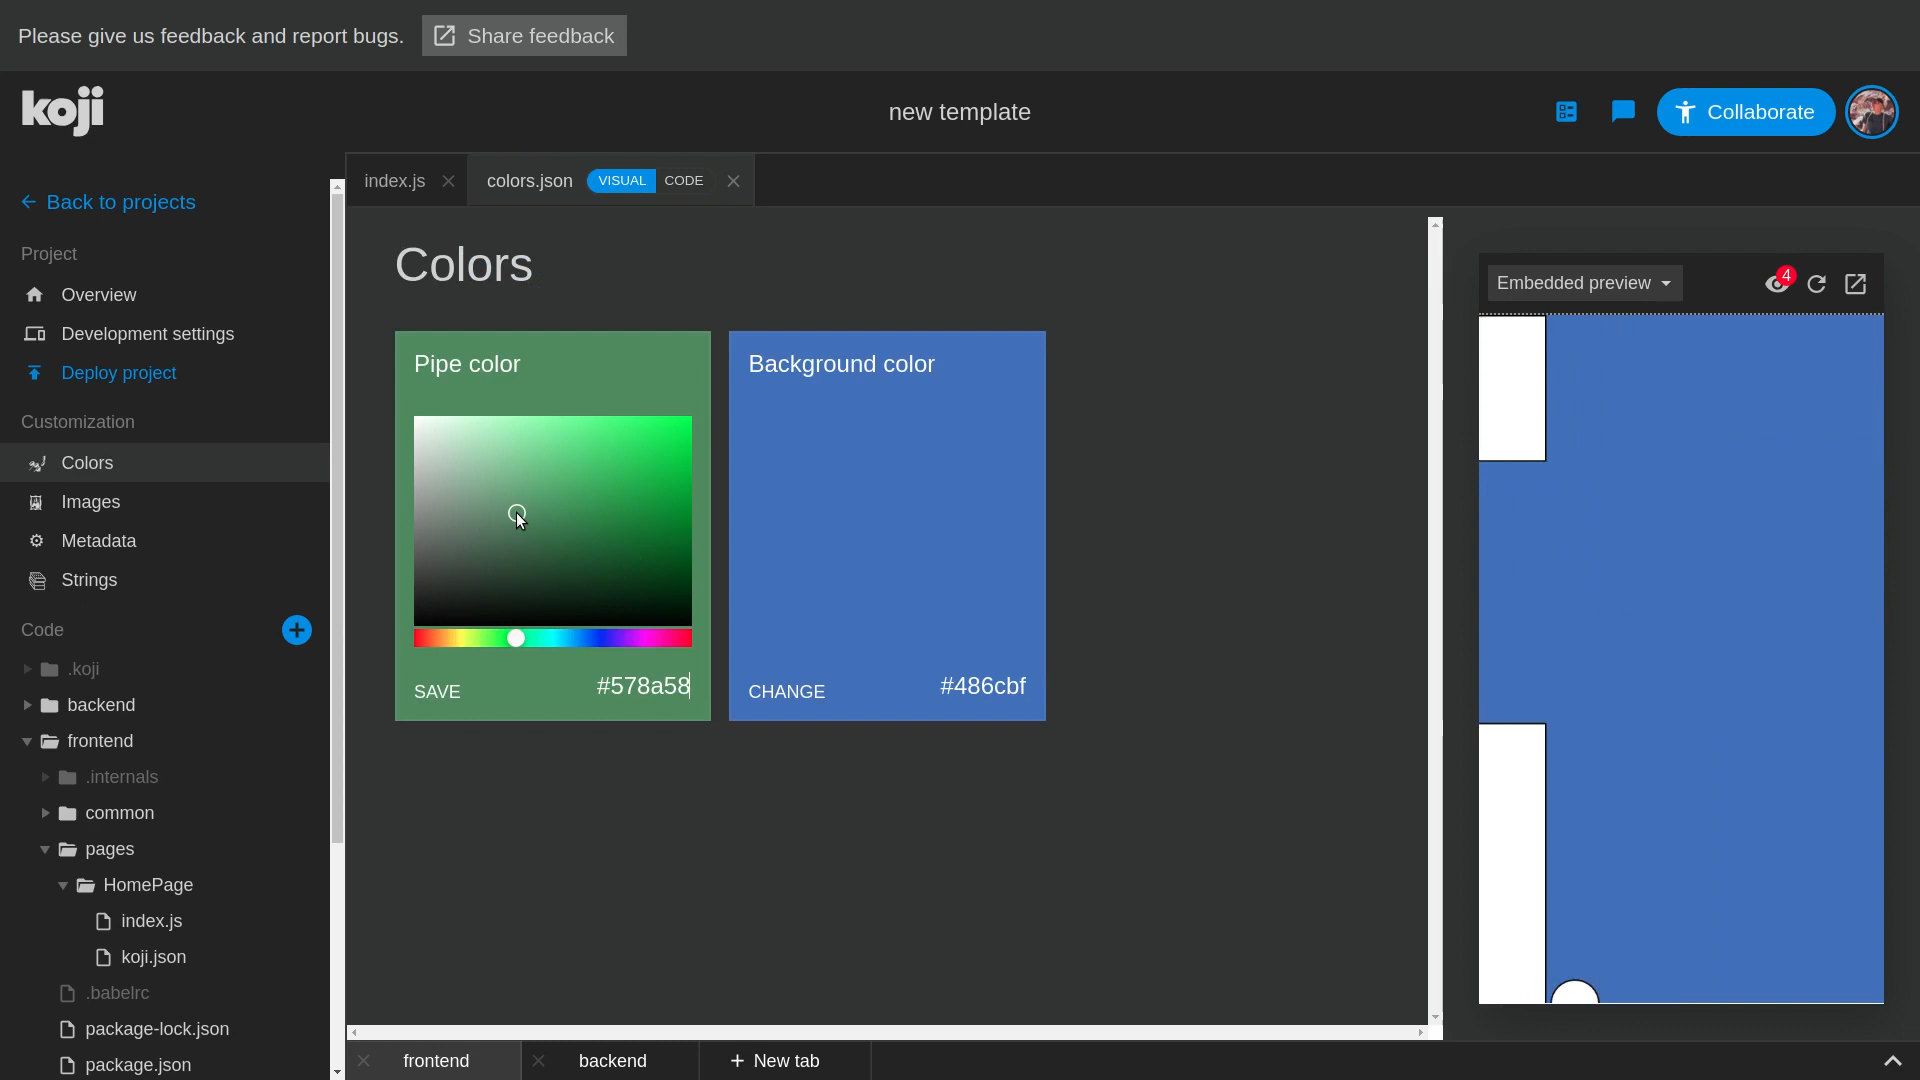 Please give us feedback and report bugs.
Share feedback
koji
new template
Collaborate
index.js
colors.json
VISUAL
CODE
Back to projects
Project
Overview
Development settings
Deploy project
Customization
Colors
Images
Metadata
Strings
Code
.koji
backend
frontend
.internals
common
pages
HomePage
index.js
koji.json
.babelrc
package-lock.json
package.json
Colors
Pipe color
SAVE
#578a58
Background color
CHANGE
#486cbf
Embedded preview
4
frontend
backend
New tab